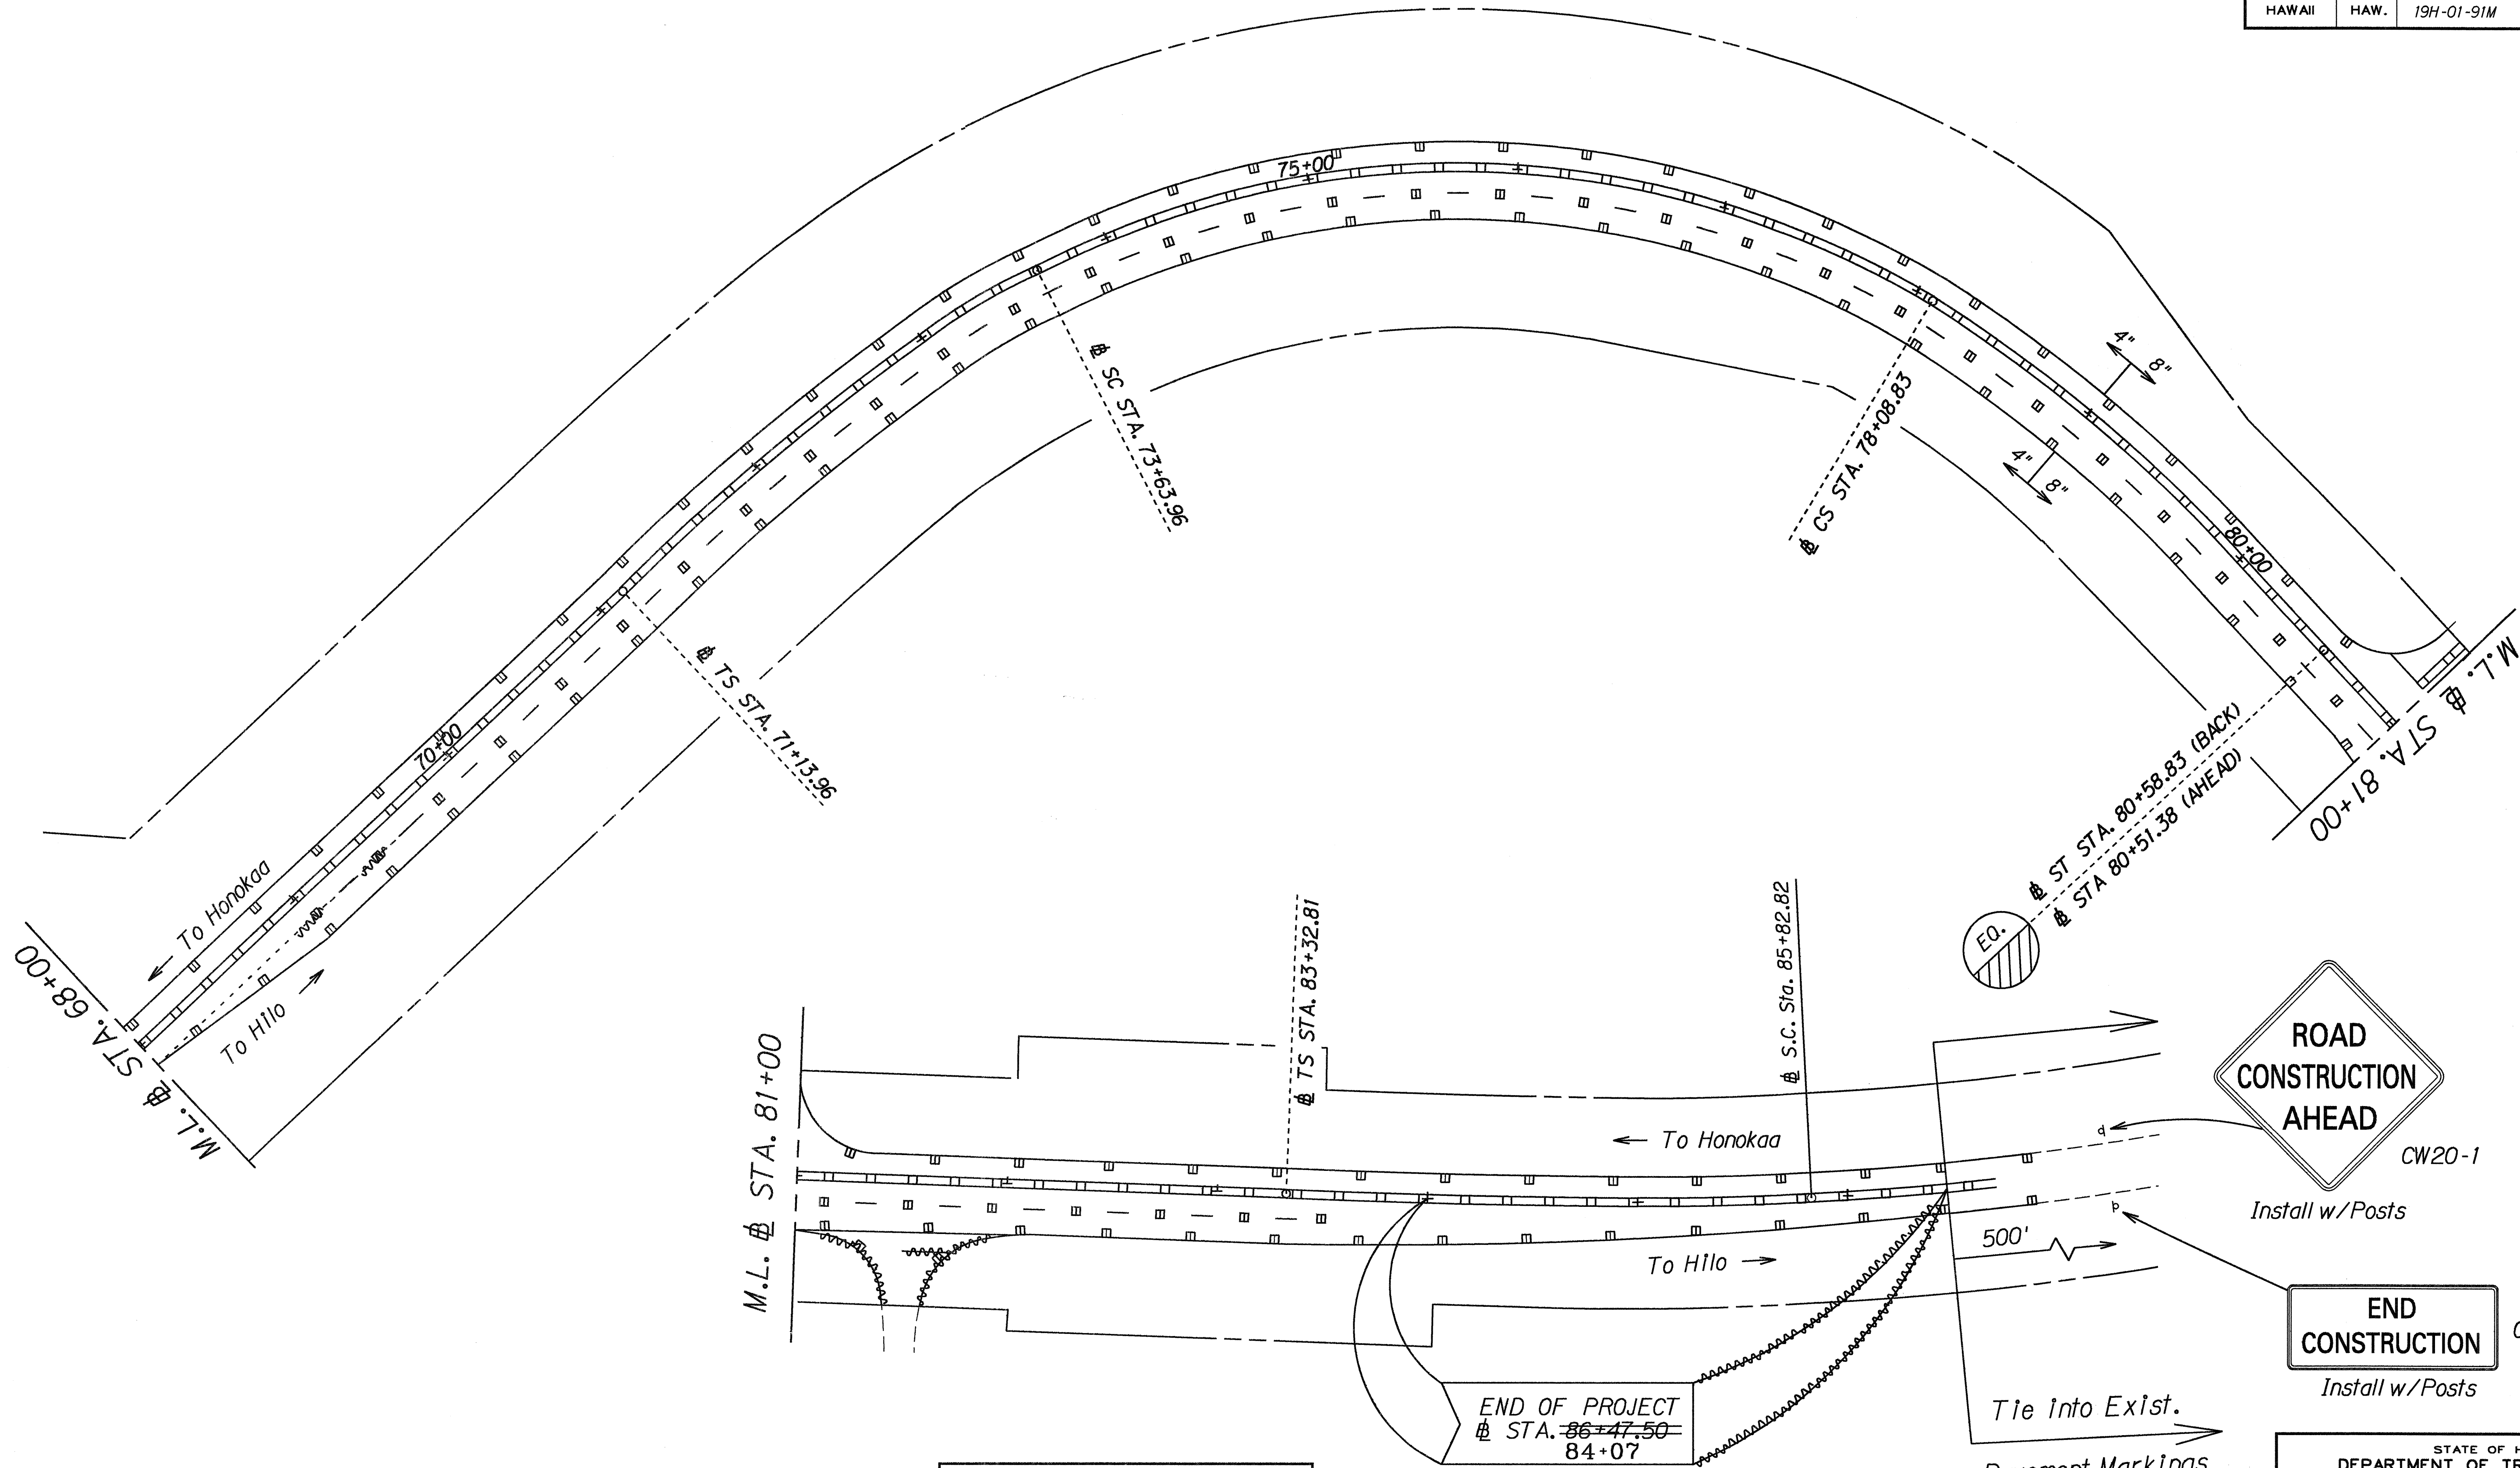 HAWAII HAW. 19H-01-91M
75+00
4"
8"
℄ SC STA. 73+63.96
℄ CS STA. 78+08.83
4"
8"
80+00
℄ TS STA. 71+13.96
70+00
M.L. ℄ STA. 81+00
℄ ST STA. 80+58.83 (BACK)
℄ STA 80+51.38 (AHEAD)
EQ.
To Honokaa
To Hilo
M.L. ℄ STA. 68+00
M.L. ℄ STA. 81+00
℄ TS STA. 83+32.81
℄ S.C. Sta. 85+82.82
To Honokaa
To Hilo
500'
ROAD
CONSTRUCTION
AHEAD
CW20-1
Install w/Posts
END
CONSTRUCTION
Install w/Posts
END OF PROJECT
℄ STA. 86+47.50
84+07
Tie into Exist.
Pavement Markings
STATE OF
DEPARTMENT OF